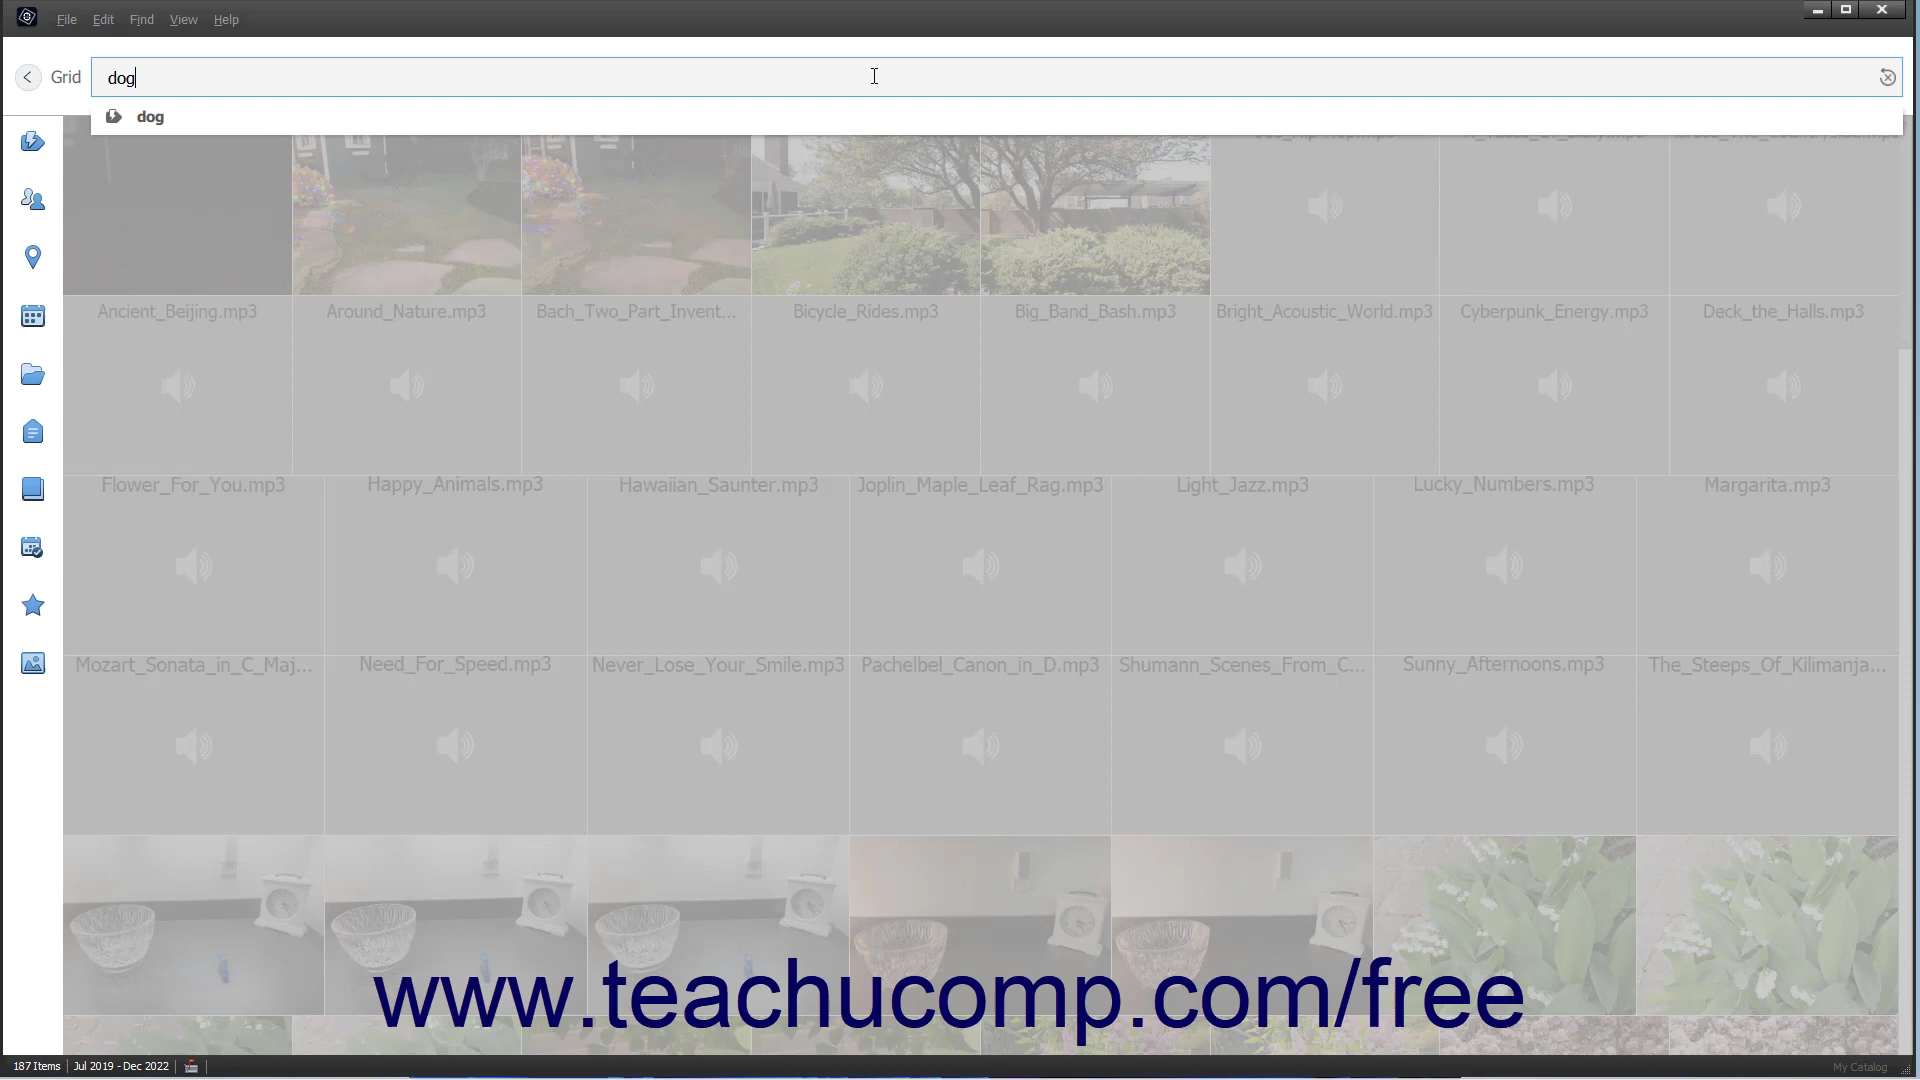 File Edit Find View Help
Grid dog
dog
Ancient_Beijing.mp3 Around_Nature.mp3 Bach_Two_Part_Invent... Bicycle_Rides.mp3 Big_Band_Bash.mp3 Bright_Acoustic_World.mp3 Cyberpunk_Energy.mp3 Deck_the_Halls.mp3
Flower_For_You.mp3 Happy_Animals.mp3 Hawaiian_Saunter.mp3 Joplin_Maple_Leaf_Rag.mp3 Light_Jazz.mp3 Lucky_Numbers.mp3 Margarita.mp3
Mozart_Sonata_in_C_Maj... Need_For_Speed.mp3 Never_Lose_Your_Smile.mp3 Pachelbel_Canon_in_D.mp3 Shumann_Scenes_From_C... Sunny_Afternoons.mp3 The_Steeps_Of_Kilimanja...
www.teachucomp.com/free
187 Items Jul 2019 - Dec 2022 My Catalog